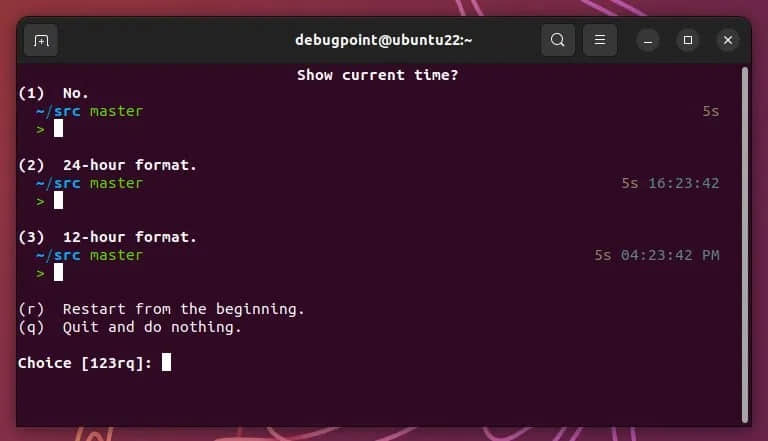 debugpoint@ubuntu22:~
Show current time?
(1)  No.
~/src master 5s
>
(2)  24-hour format.
~/src master 5s 16:23:42
>
(3)  12-hour format.
~/src master 5s 04:23:42 PM
>
(r)  Restart from the beginning.
(q)  Quit and do nothing.
Choice [123rq]: